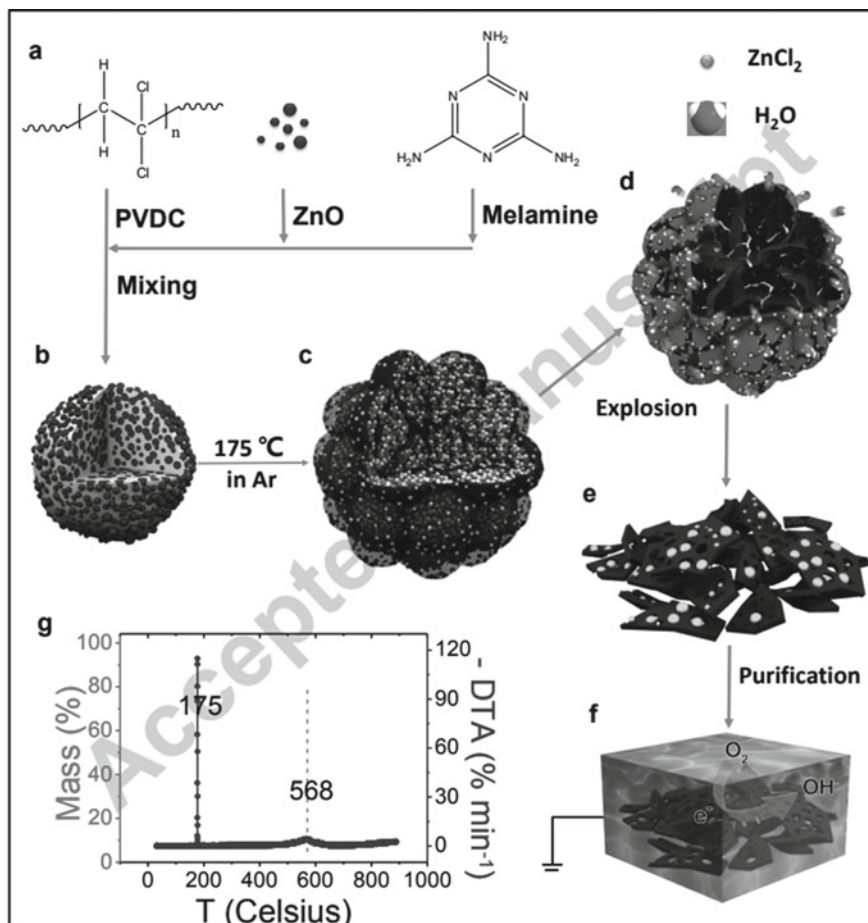 a
H
Cl
C
C
n
H
Cl
NH₂
N
N
N
H₂N
NH₂
ZnCl₂
H₂O
PVDC
ZnO
Melamine
Mixing
b
c
d
175 ℃
in Ar
Explosion
e
Purification
f
O₂
OH⁻
e⁻
g
Mass (%)
100
80
60
40
20
0
175
568
120
90
60
30
0
- DTA (% min⁻¹)
0
200
400
600
800
1000
T (Celsius)
Accepted Manuscript